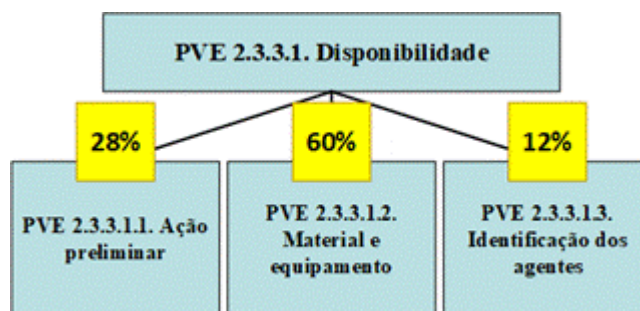 PVE 2.3.3.1. Disponibilidade
28%
60%
12%
PVE 2.3.3.1.1. Ação
preliminar
PVE 2.3.3.1.2.
Material e
equipamento
PVE 2.3.3.1.3.
Identificação dos
agentes